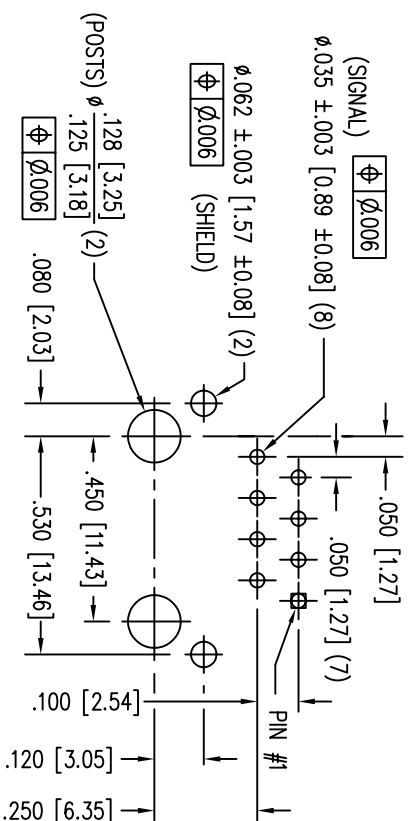 (SIGNAL)
⌖ Ø.006
ø.035 ±.003 [0.89 ±0.08] (8)
ø.062 ±.003 [1.57 ±0.08] (2)
⌖ Ø.006
(SHIELD)
(POSTS) ø .128 [3.25]
.125 [3.18] (2)
⌖ Ø.006
.080 [2.03]
.050 [1.27]
.050 [1.27] (7)
.450 [11.43]
.530 [13.46]
PIN #1
.100 [2.54]
.120 [3.05]
.250 [6.35]